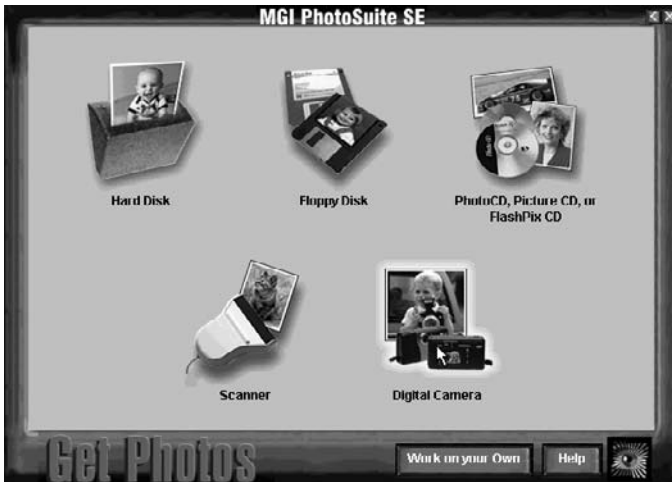 MGI PhotoSuite SE
Hard Disk
Floppy Disk
PhotoCD, Picture CD, or
FlashPix CD
Scanner
Digital Camera
Get Photos
Work on your Own
Help